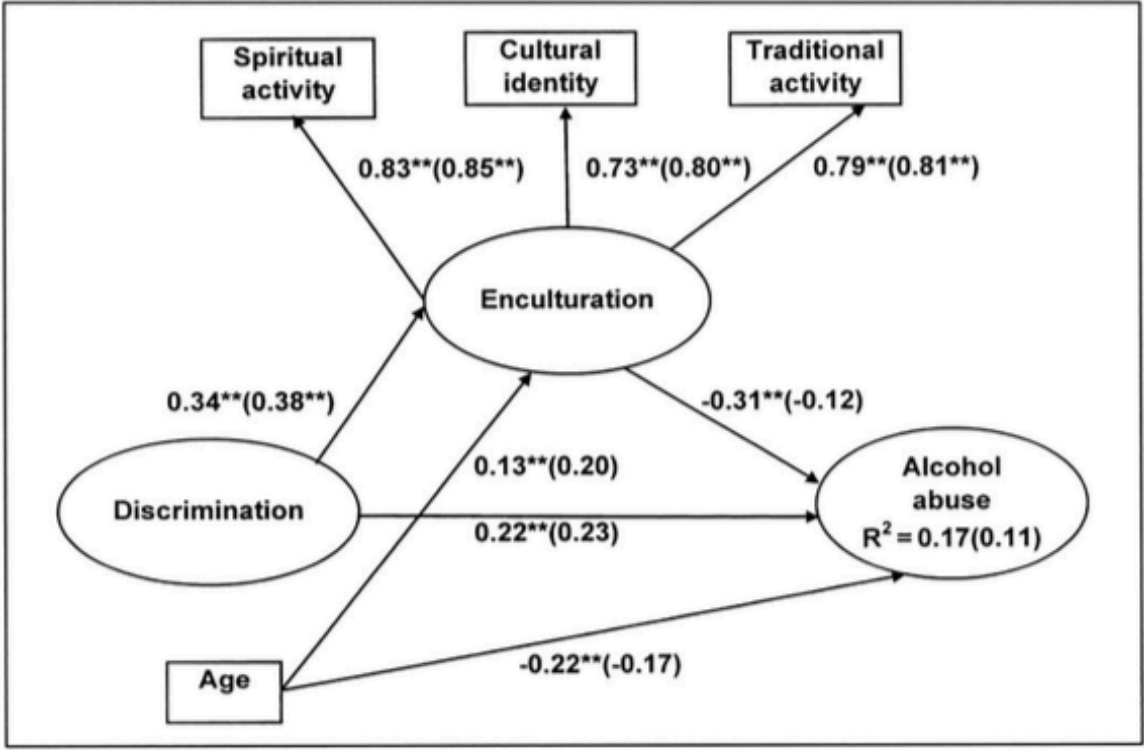 Spiritual
activity
Cultural
identity
Traditional
activity
0.83**(0.85**)
0.73**(0.80**)
0.79**(0.81**)
Enculturation
0.34**(0.38**)
-0.31**(-0.12)
0.13**(0.20)
Discrimination
0.22**(0.23)
Alcohol
abuse
R² = 0.17(0.11)
-0.22**(-0.17)
Age